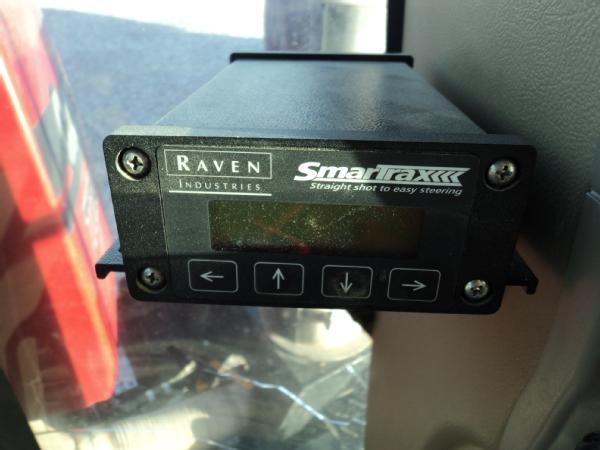 RAVEN
INDUSTRIES
SmarTrax
Straight shot to easy steering
← ↑ ↓ →